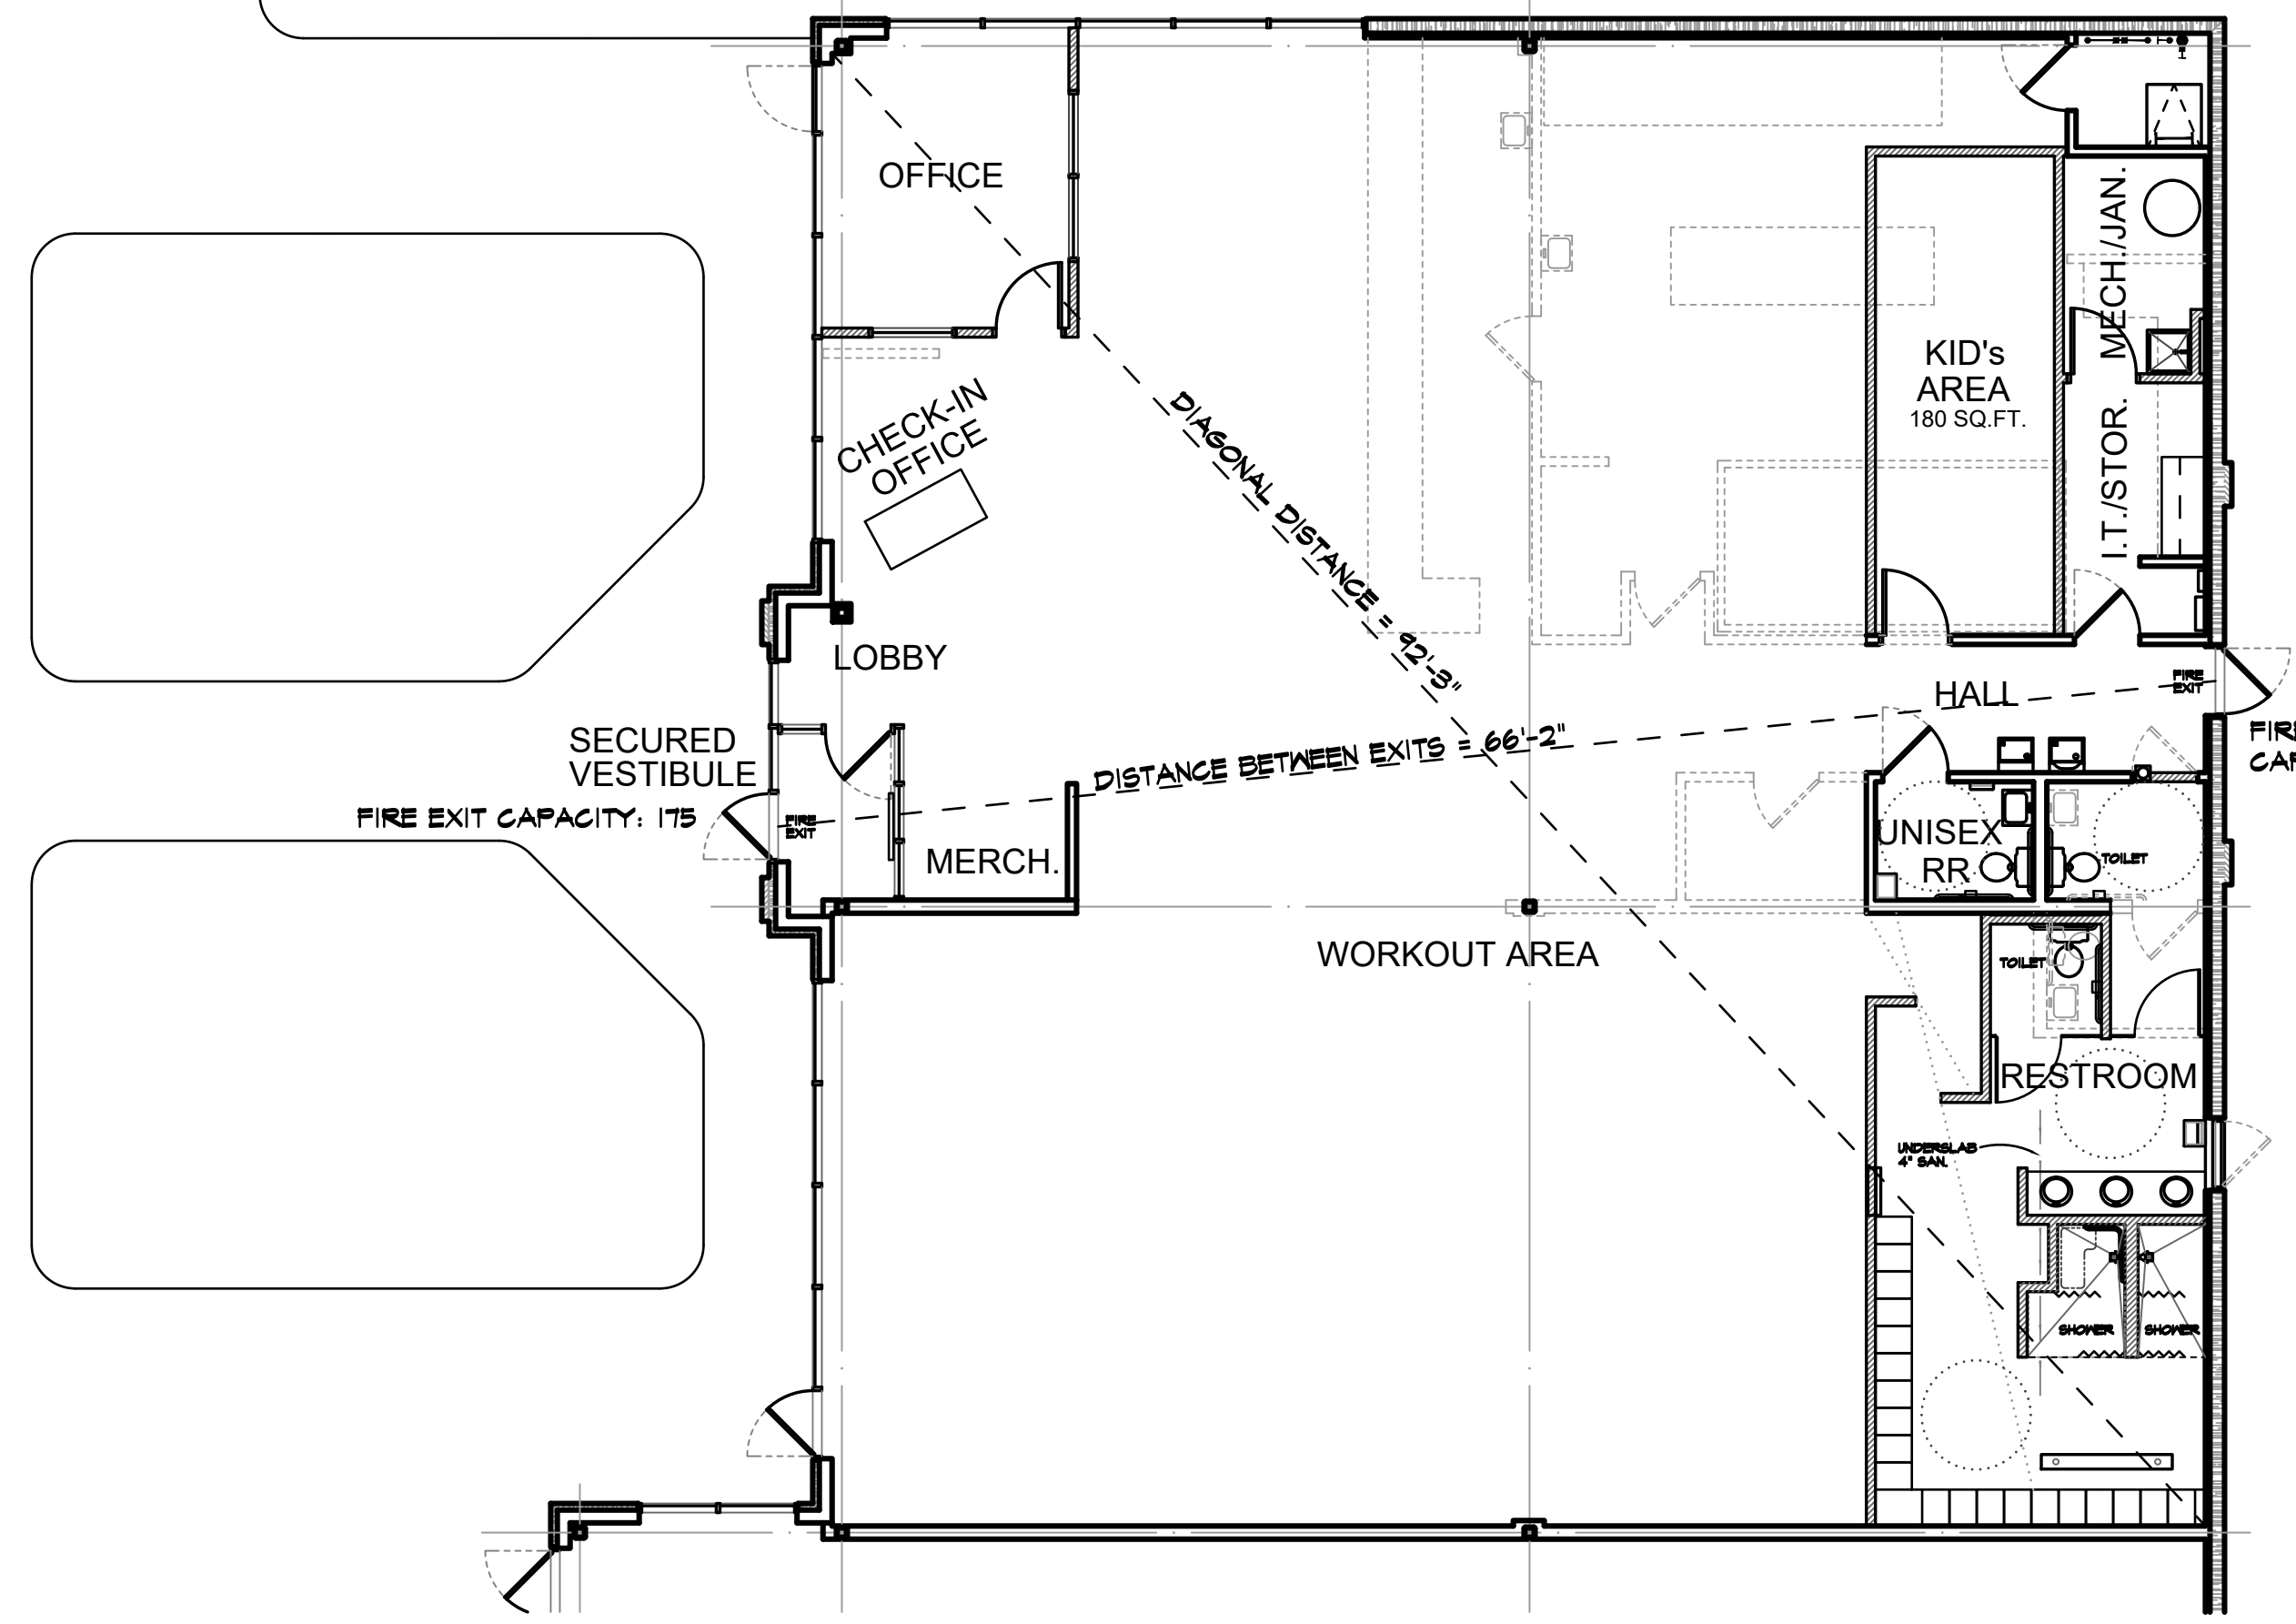 OFFICE
MECH./JAN.
KID's
AREA
180 SQ.FT.
CHECK-IN
OFFICE
I.T./STOR.
DIAGONAL DISTANCE = 92'-3"
LOBBY
HALL
FIRE
EXIT
SECURED
VESTIBULE
DISTANCE BETWEEN EXITS = 66'-2"
FIRE EXIT CAPACITY: 175
FIRE
EXIT
MERCH.
UNISEX
RR
TOILET
WORKOUT AREA
TOILET
RESTROOM
UNDERSLAB
4" SAN.
SHOWER
SHOWER